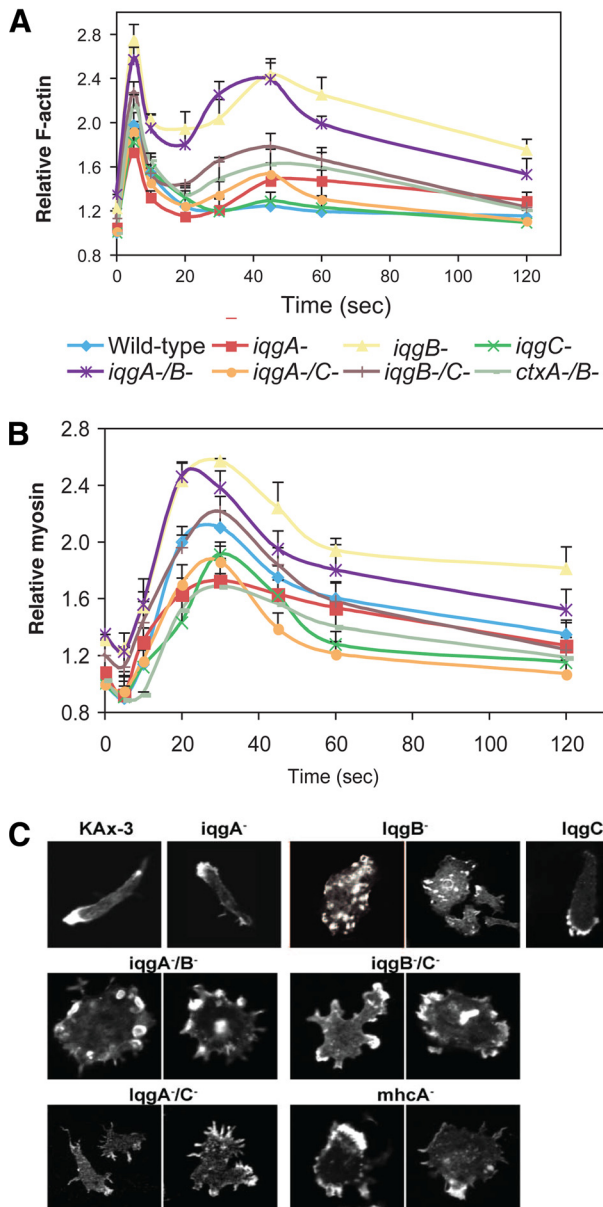 A
Relative F-actin
2.8
2.4
2.0
1.6
1.2
0.8
0 20 40 60 80 100 120
Time (sec)
Wild-type iqgA- iqgB- iqgC-
iqgA-/B- iqgA-/C- iqgB-/C- ctxA-/B-
B
Relative myosin
2.8
2.4
2.0
1.6
1.2
0.8
0 20 40 60 80 100 120
Time (sec)
C
KAx-3 iqgA⁻ IqgB⁻ IqgC
iqgA⁻/B⁻ iqgB⁻/C⁻
IqgA⁻/C⁻ mhcA⁻